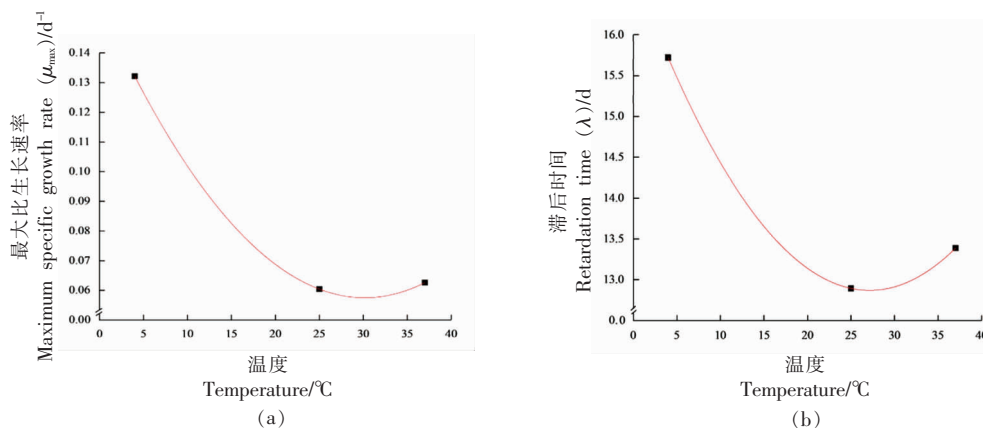 最大比生长速率
Maximum specific growth rate (μmax)/d⁻¹
0.14
0.13
0.12
0.11
0.10
0.09
0.08
0.07
0.06
0.00
0 5 10 15 20 25 30 35 40
温度
Temperature/℃
(a)
滞后时间
Retardation time (λ)/d
16.0
15.5
15.0
14.5
14.0
13.5
13.0
0.0
0 5 10 15 20 25 30 35 40
温度
Temperature/℃
(b)